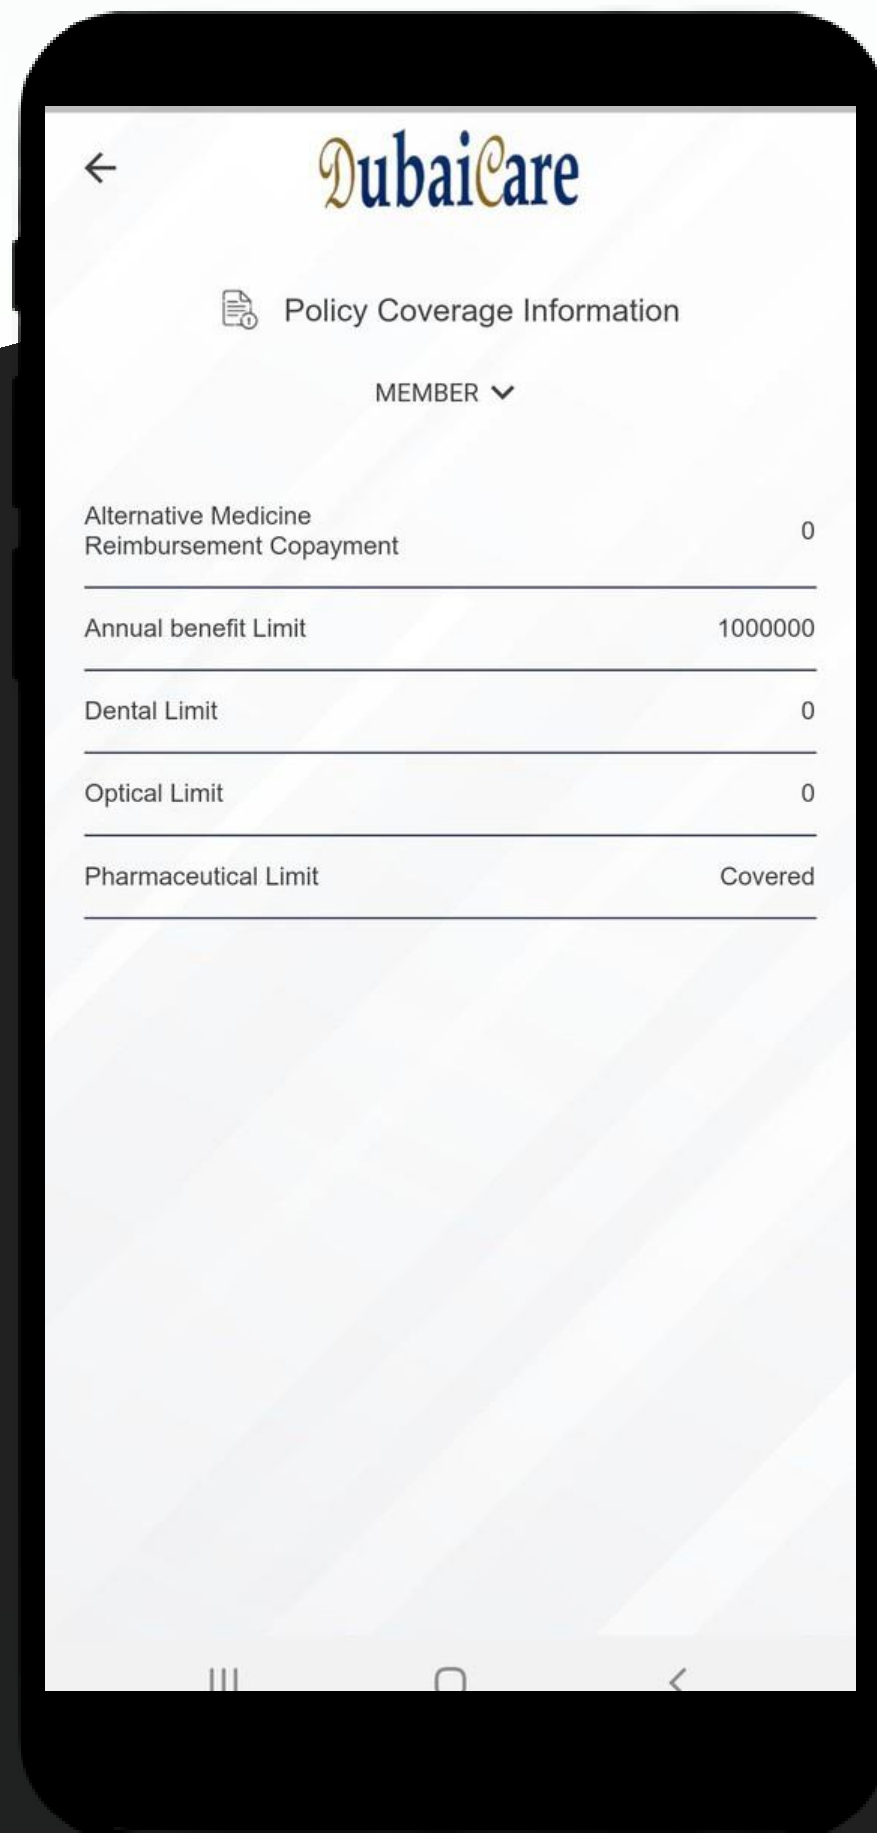 DubaiCare
Policy Coverage Information
MEMBER
Alternative Medicine
Reimbursement Copayment
0
Annual benefit Limit
1000000
Dental Limit
0
Optical Limit
0
Pharmaceutical Limit
Covered